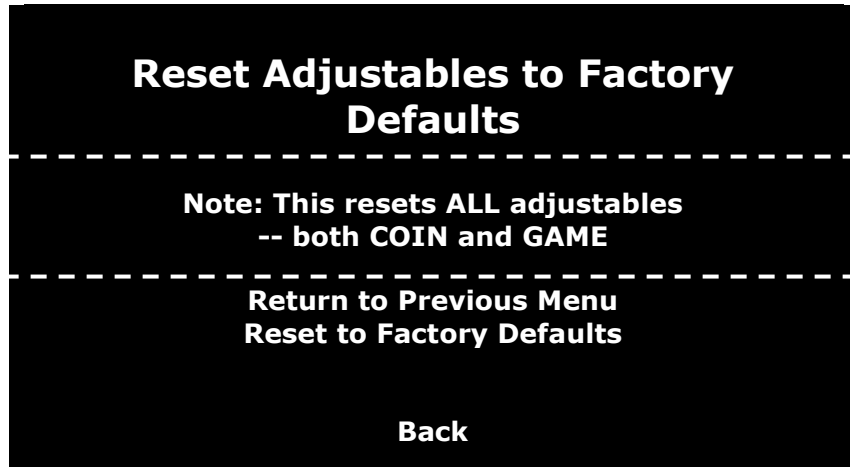 Reset Adjustables to Factory
Defaults
Note: This resets ALL adjustables
-- both COIN and GAME
Return to Previous Menu
Reset to Factory Defaults
Back